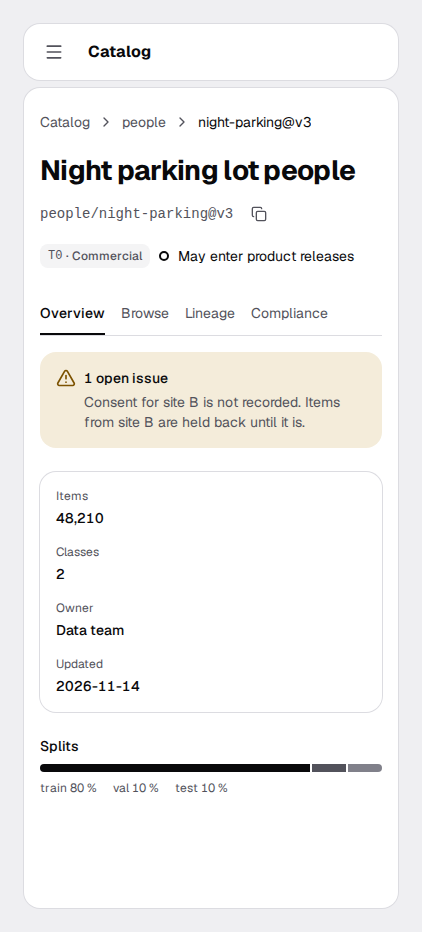 Catalog
Catalog people night-parking@v3
Night parking lot people
people/night-parking@v3
T0 · Commercial May enter product releases
Overview Browse Lineage Compliance
1 open issue
Consent for site B is not recorded. Items
from site B are held back until it is.
Items
48,210
Classes
2
Owner
Data team
Updated
2026-11-14
Splits
train 80 % val 10 % test 10 %